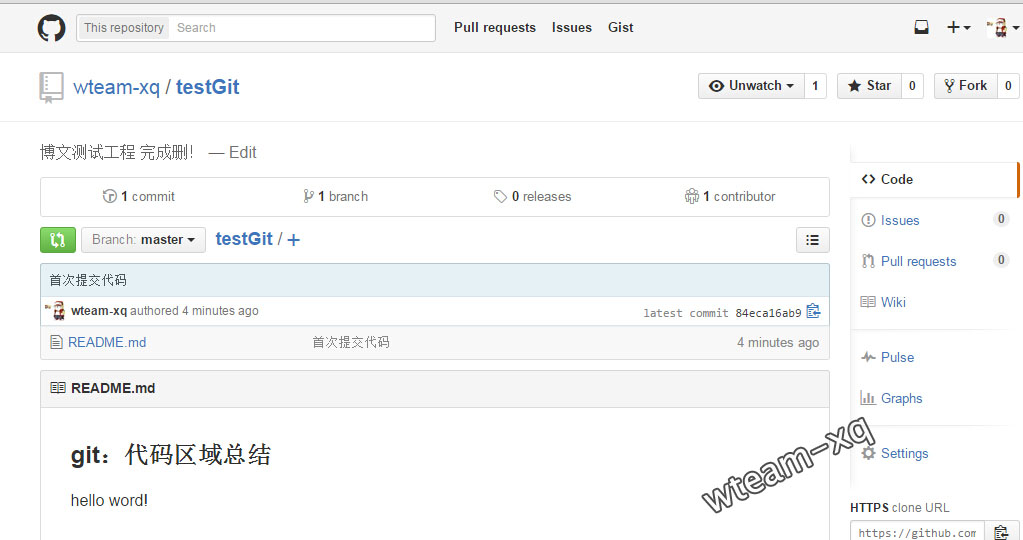 This repository Search Pull requests Issues Gist
wteam-xq / testGit Unwatch 1 Star 0 Fork 0
博文测试工程 完成删! — Edit
1 commit 1 branch 0 releases 1 contributor
Branch: master testGit / +
首次提交代码
wteam-xq authored 4 minutes ago latest commit 84eca16ab9
README.md 首次提交代码 4 minutes ago
README.md
git：代码区域总结
hello word!
Code
Issues 0
Pull requests 0
Wiki
Pulse
Graphs
Settings
HTTPS clone URL
https://github.com
wteam-xq